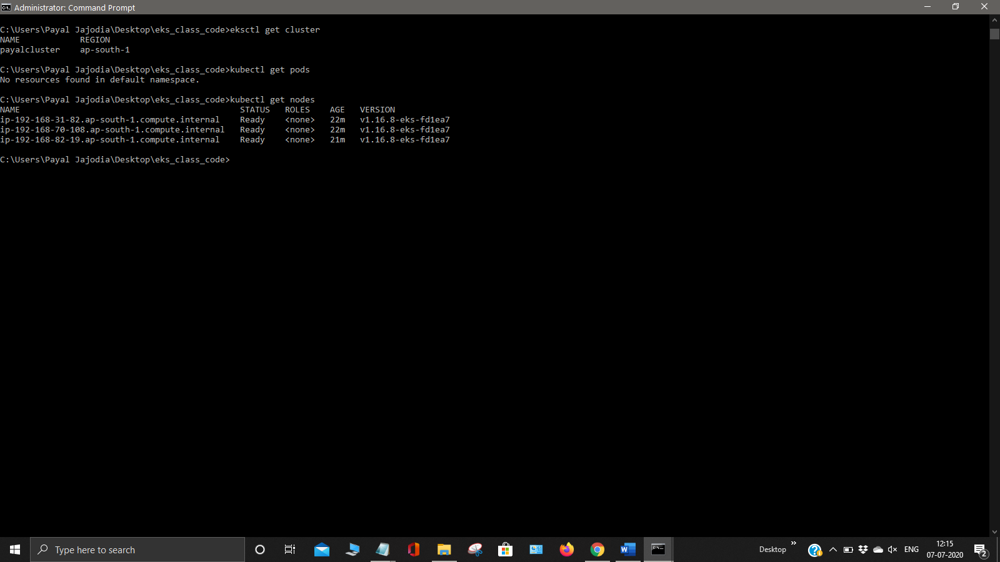 Administrator: Command Prompt
C:\Users\Payal Jajodia\Desktop\eks_class_code>eksctl get cluster
NAME            REGION
payalcluster    ap-south-1
C:\Users\Payal Jajodia\Desktop\eks_class_code>kubectl get pods
No resources found in default namespace.
C:\Users\Payal Jajodia\Desktop\eks_class_code>kubectl get nodes
NAME                                            STATUS   ROLES    AGE   VERSION
ip-192-168-31-82.ap-south-1.compute.internal    Ready    <none>   22m   v1.16.8-eks-fd1ea7
ip-192-168-70-108.ap-south-1.compute.internal   Ready    <none>   22m   v1.16.8-eks-fd1ea7
ip-192-168-82-19.ap-south-1.compute.internal    Ready    <none>   21m   v1.16.8-eks-fd1ea7
C:\Users\Payal Jajodia\Desktop\eks_class_code>
Type here to search
Desktop
ENG
12:15
07-07-2020
2